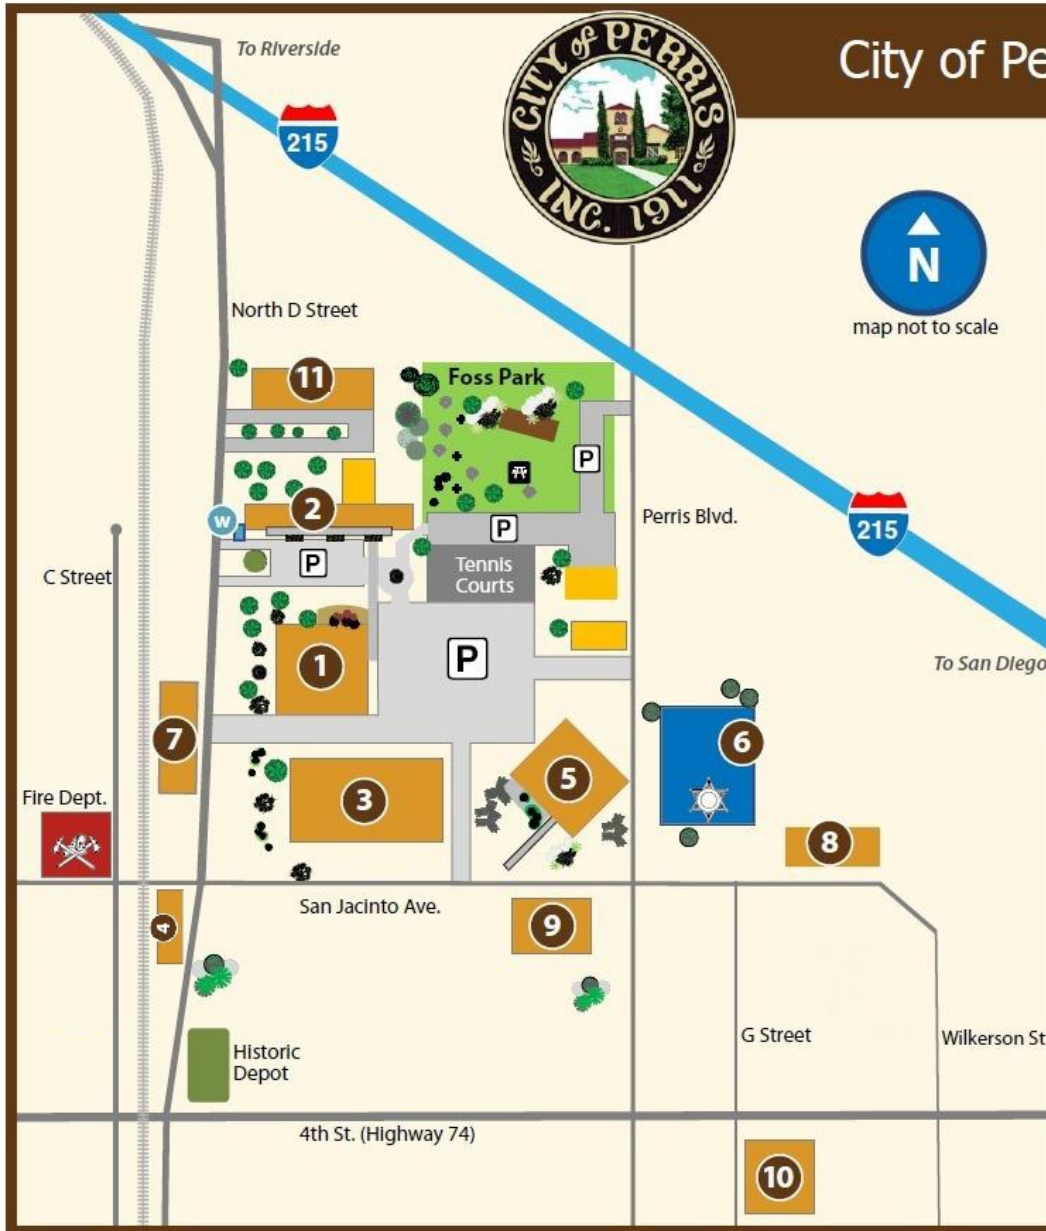 City of Pe
CITY of PERRIS
INC. 1911
To Riverside
215
N
map not to scale
North D Street
11
Foss Park
P
2
W
P
P
Perris Blvd.
215
C Street
Tennis
Courts
1
P
To San Diego
7
6
5
3
Fire Dept.
8
San Jacinto Ave.
4
9
G Street
Wilkerson St
Historic
Depot
4th St. (Highway 74)
10